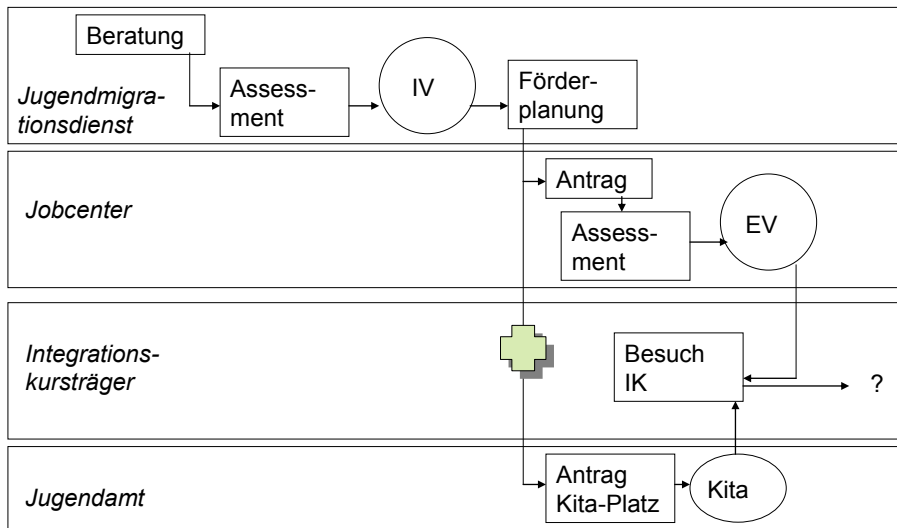 Beratung
Jugendmigra-
tionsdienst
Assess-
ment
IV
Förder-
planung
Jobcenter
Antrag
Assess-
ment
EV
Integrations-
kursträger
Besuch
IK
?
Jugendamt
Antrag
Kita-Platz
Kita